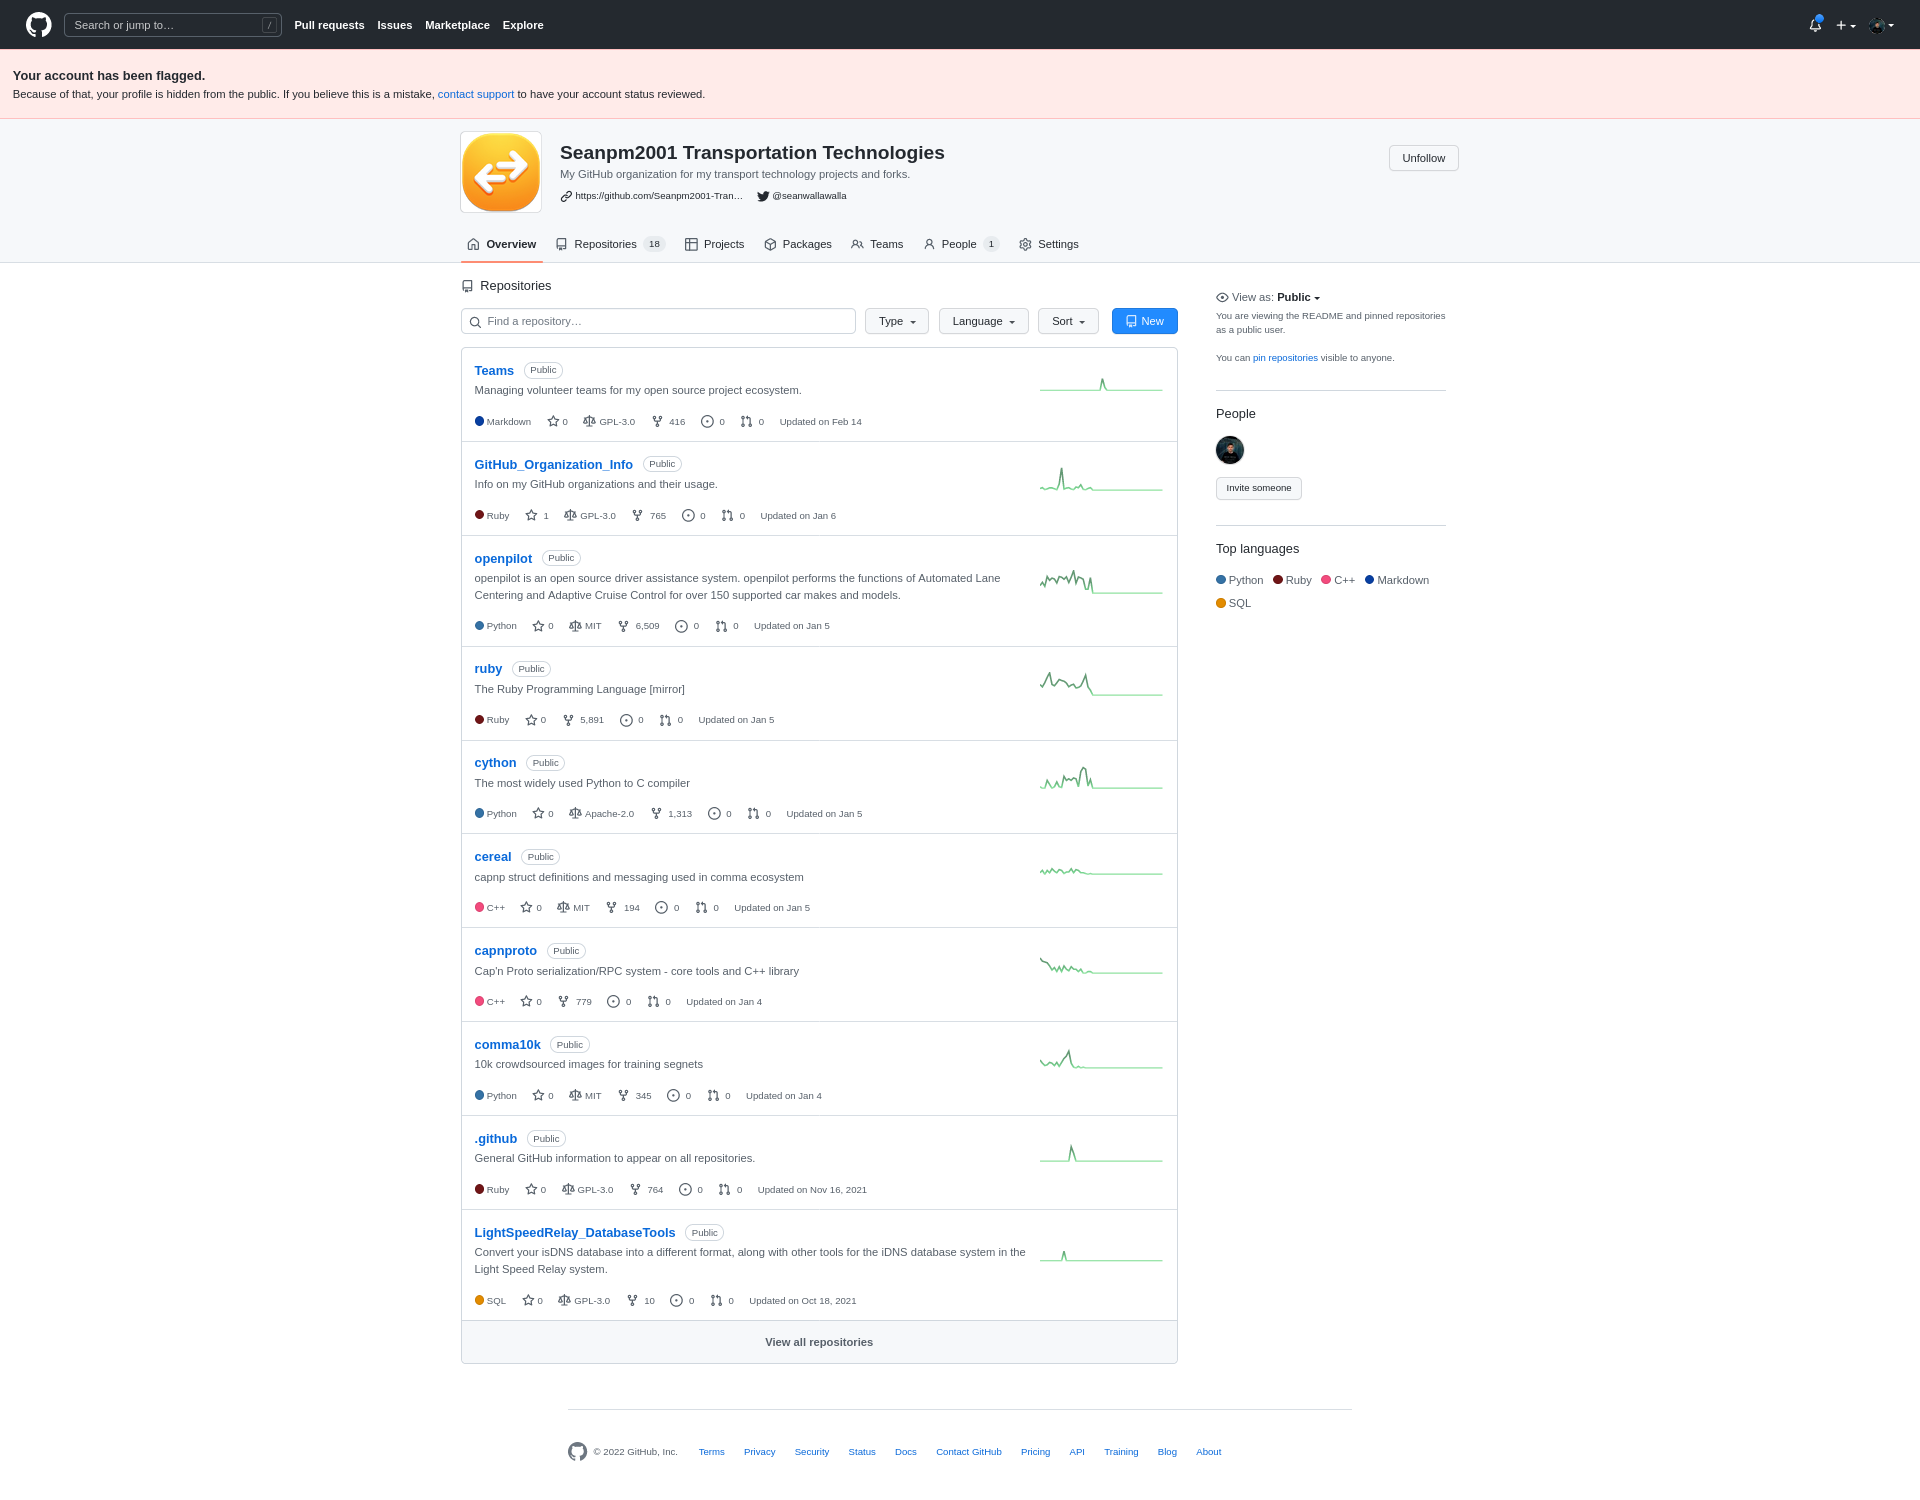 Search or jump to… /
Pull requests Issues Marketplace Explore
Your account has been flagged.
Because of that, your profile is hidden from the public. If you believe this is a mistake, contact support to have your account status reviewed.
Seanpm2001 Transportation Technologies
My GitHub organization for my transport technology projects and forks.
https://github.com/Seanpm2001-Tran… @seanwallawalla
Unfollow
Overview Repositories 18 Projects Packages Teams People 1 Settings
Repositories
Find a repository… Type Language Sort New
Teams Public
Managing volunteer teams for my open source project ecosystem.
Markdown 0 GPL-3.0 416 0 0 Updated on Feb 14
GitHub_Organization_Info Public
Info on my GitHub organizations and their usage.
Ruby 1 GPL-3.0 765 0 0 Updated on Jan 6
openpilot Public
openpilot is an open source driver assistance system. openpilot performs the functions of Automated Lane
Centering and Adaptive Cruise Control for over 150 supported car makes and models.
Python 0 MIT 6,509 0 0 Updated on Jan 5
ruby Public
The Ruby Programming Language [mirror]
Ruby 0 5,891 0 0 Updated on Jan 5
cython Public
The most widely used Python to C compiler
Python 0 Apache-2.0 1,313 0 0 Updated on Jan 5
cereal Public
capnp struct definitions and messaging used in comma ecosystem
C++ 0 MIT 194 0 0 Updated on Jan 5
capnproto Public
Cap'n Proto serialization/RPC system - core tools and C++ library
C++ 0 779 0 0 Updated on Jan 4
comma10k Public
10k crowdsourced images for training segnets
Python 0 MIT 345 0 0 Updated on Jan 4
.github Public
General GitHub information to appear on all repositories.
Ruby 0 GPL-3.0 764 0 0 Updated on Nov 16, 2021
LightSpeedRelay_DatabaseTools Public
Convert your isDNS database into a different format, along with other tools for the iDNS database system in the
Light Speed Relay system.
SQL 0 GPL-3.0 10 0 0 Updated on Oct 18, 2021
View all repositories
View as: Public
You are viewing the README and pinned repositories
as a public user.
You can pin repositories visible to anyone.
People
Invite someone
Top languages
Python Ruby C++ Markdown
SQL
© 2022 GitHub, Inc. Terms Privacy Security Status Docs Contact GitHub Pricing API Training Blog About